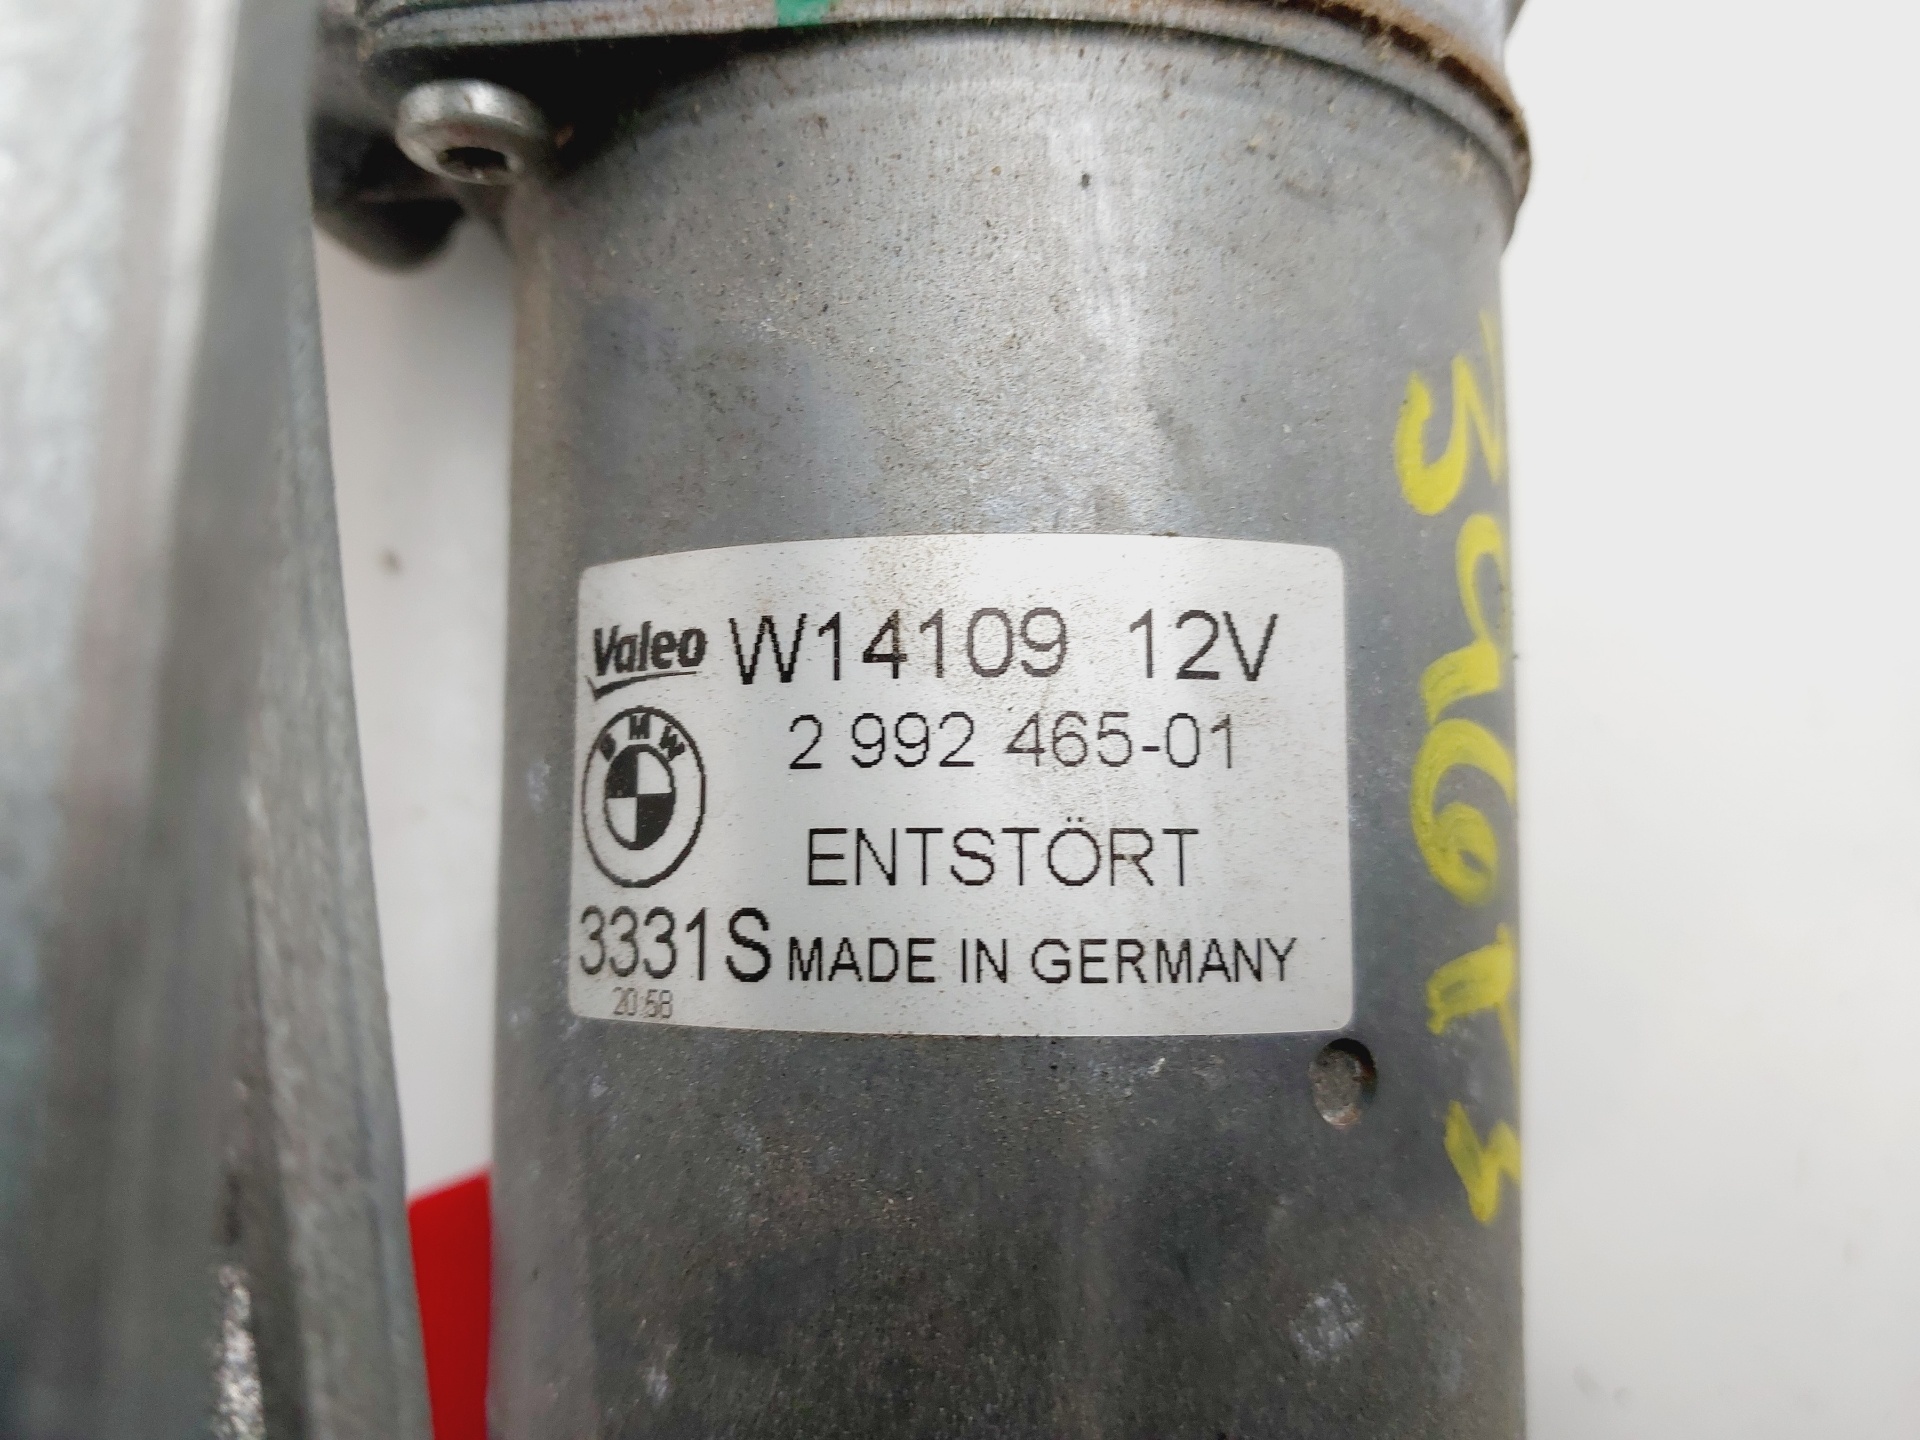 Valeo W14109 12V
BMW 2 992 465-01
ENTSTÖRT
3331S MADE IN GERMANY
20:58